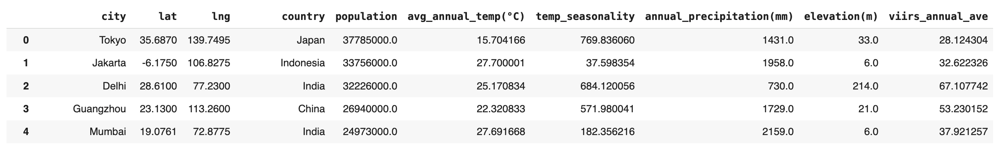 city lat lng country population avg_annual_temp(°C) temp_seasonality annual_precipitation(mm) elevation(m) viirs_annual_ave
0 Tokyo 35.6870 139.7495 Japan 37785000.0 15.704166 769.836060 1431.0 33.0 28.124304
1 Jakarta -6.1750 106.8275 Indonesia 33756000.0 27.700001 37.598354 1958.0 6.0 32.622326
2 Delhi 28.6100 77.2300 India 32226000.0 25.170834 684.120056 730.0 214.0 67.107742
3 Guangzhou 23.1300 113.2600 China 26940000.0 22.320833 571.980041 1729.0 21.0 53.230152
4 Mumbai 19.0761 72.8775 India 24973000.0 27.691668 182.356216 2159.0 6.0 37.921257